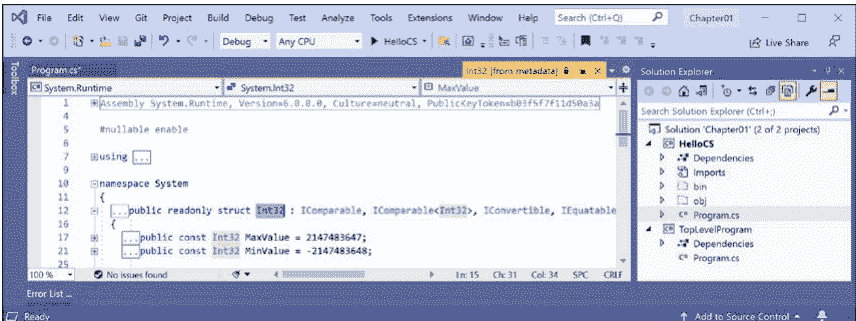 File Edit View Git Project Build Debug Test Analyze Tools Extensions Window Help Search (Ctrl+Q) Chapter01
Debug Any CPU HelloCS Live Share
Toolbox
Program.cs Int32 [from metadata]
System.Runtime System.Int32 MaxValue
1 Assembly System.Runtime, Version=6.0.0.0, Culture=neutral, PublicKeyToken=b03f5f7f11d50a3a
4
5 #nullable enable
6
7 using ...
9
10 namespace System
11 {
12 ...public readonly struct Int32 : IComparable, IComparable<Int32>, IConvertible, IEquatable
16 {
17 ...public const Int32 MaxValue = 2147483647;
21 ...public const Int32 MinValue = -2147483648;
25
100 % No issues found Ln: 15 Ch: 31 Col: 34 SPC CRLF
Solution Explorer
Search Solution Explorer (Ctrl+;)
Solution 'Chapter01' (2 of 2 projects)
HelloCS
Dependencies
Imports
bin
obj
C# Program.cs
TopLevelProgram
Dependencies
C# Program.cs
Error List ...
Ready Add to Source Control